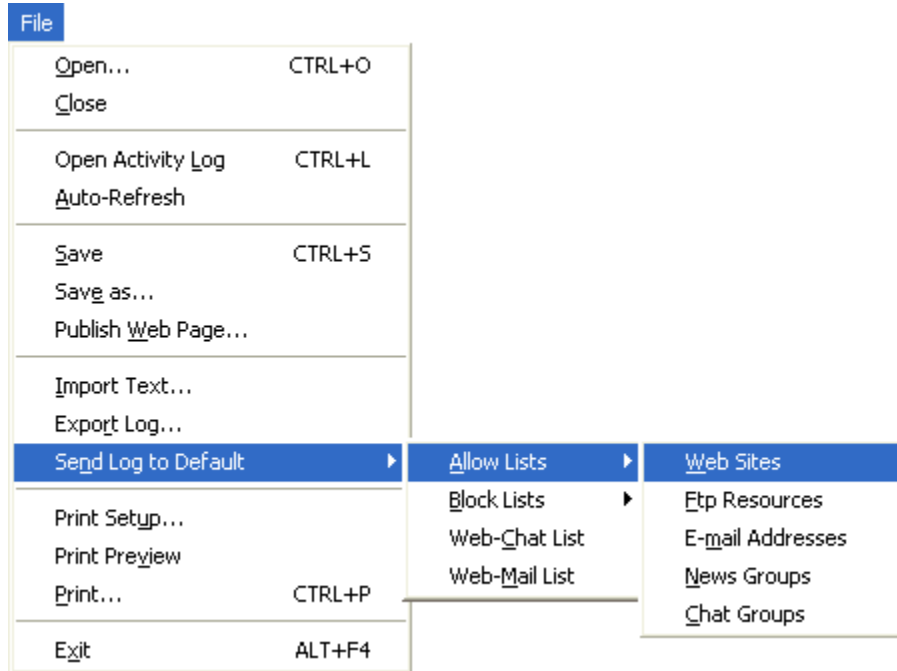 File
Open... CTRL+O
Close
Open Activity Log CTRL+L
Auto-Refresh
Save CTRL+S
Save as...
Publish Web Page...
Import Text...
Export Log...
Send Log to Default
Print Setup...
Print Preview
Print... CTRL+P
Exit ALT+F4
Allow Lists
Block Lists
Web-Chat List
Web-Mail List
Web Sites
Ftp Resources
E-mail Addresses
News Groups
Chat Groups